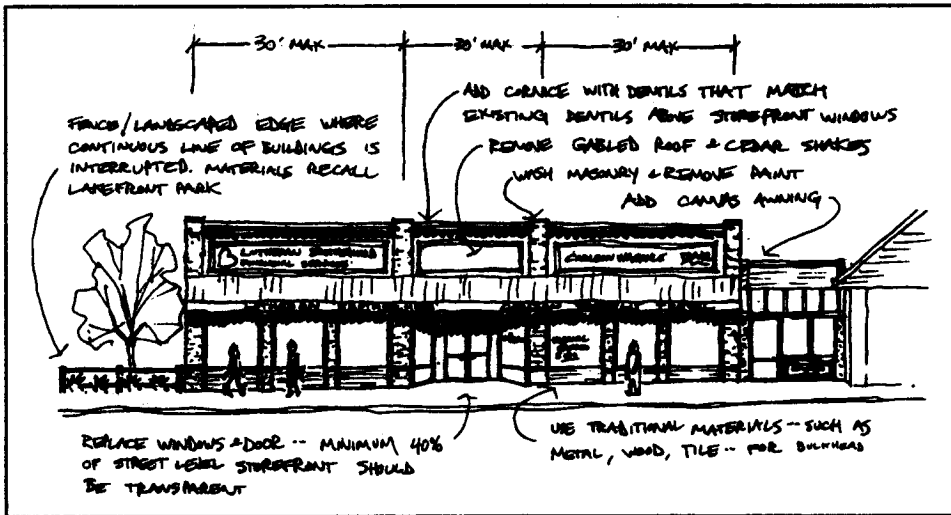 30' MAX 30' MAX 30' MAX
ADD CORNICE WITH DENTILS THAT MATCH
EXISTING DENTILS ABOVE STOREFRONT WINDOWS
FENCE/LANDSCAPED EDGE WHERE
CONTINUOUS LINE OF BUILDINGS IS
INTERRUPTED. MATERIALS RECALL
LAKEFRONT PARK
REMOVE GABLED ROOF & CEDAR SHAKES
WASH MASONRY & REMOVE PAINT
ADD CANVAS AWNING
LUTHERAN
REPLACE WINDOWS & DOOR -- MINIMUM 40%
OF STREET LEVEL STOREFRONT SHOULD
BE TRANSPARENT
USE TRADITIONAL MATERIALS -- SUCH AS
METAL, WOOD, TILE -- FOR BULKHEAD